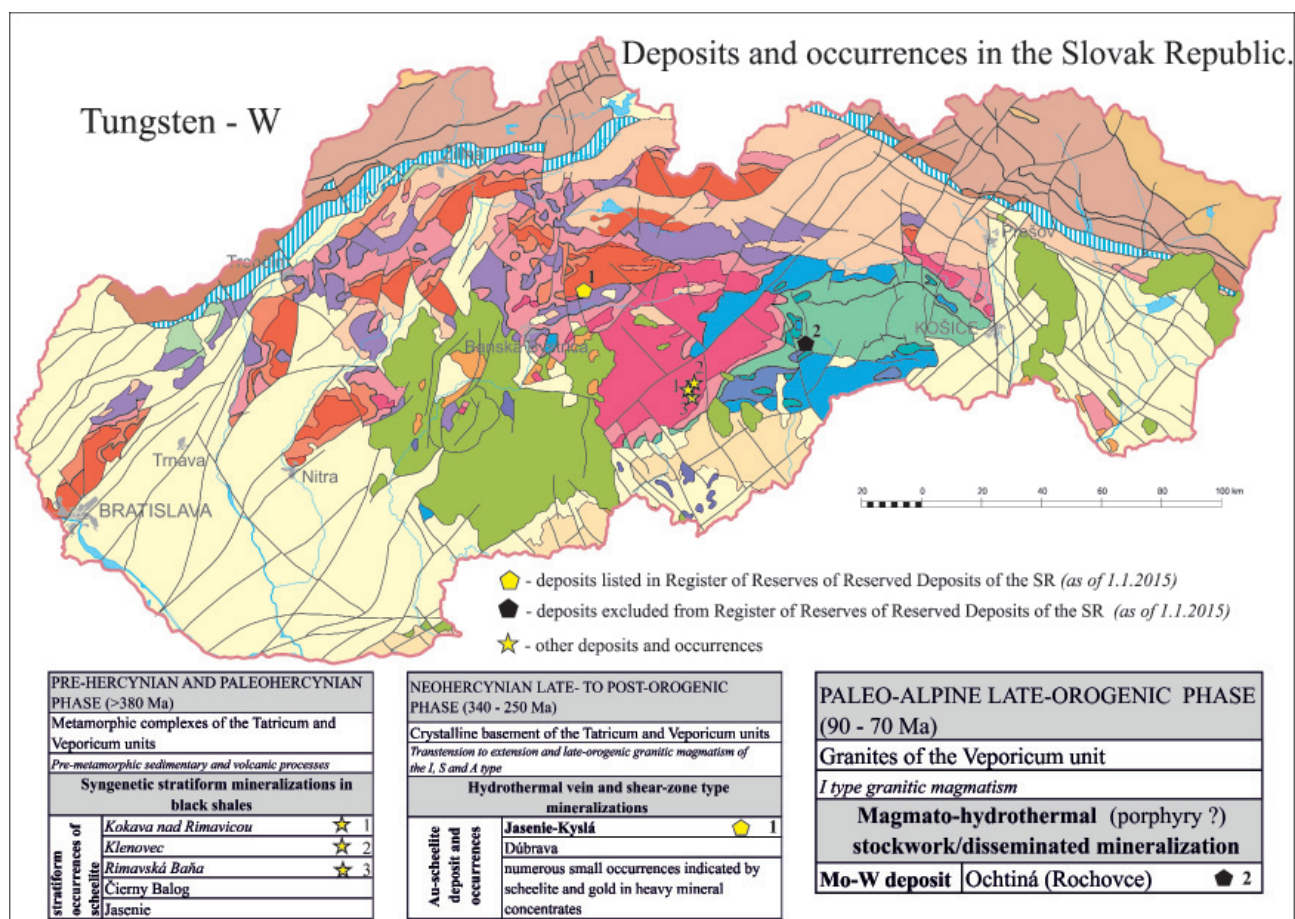 Deposits and occurrences in the Slovak Republic.
Tungsten - W
Žilina
Prešov
Trenčín
1
2
KOŠICE
Banská Bystrica
2
1
3
Trnava
Nitra
BRATISLAVA
20 0 20 40 60 80 100 km
- deposits listed in Register of Reserves of Reserved Deposits of the SR (as of 1.1.2015)
- deposits excluded from Register of Reserves of Reserved Deposits of the SR (as of 1.1.2015)
- other deposits and occurrences
PRE-HERCYNIAN AND PALEOHERCYNIAN
PHASE (>380 Ma)
Metamorphic complexes of the Tatricum and
Veporicum units
Pre-metamorphic sedimentary and volcanic processes
Syngenetic stratiform mineralizations in
black shales
stratiform
occurrences of
scheelite
Kokava nad Rimavicou 1
Klenovec 2
Rimavská Baňa 3
Čierny Balog
Jasenie
NEOHERCYNIAN LATE- TO POST-OROGENIC
PHASE (340 - 250 Ma)
Crystalline basement of the Tatricum and Veporicum units
Transtension to extension and late-orogenic granitic magmatism of
the I, S and A type
Hydrothermal vein and shear-zone type
mineralizations
Au-scheelite
deposit and
occurrences
Jasenie-Kyslá 1
Dúbrava
numerous small occurrences indicated by
scheelite and gold in heavy mineral
concentrates
PALEO-ALPINE LATE-OROGENIC PHASE
(90 - 70 Ma)
Granites of the Veporicum unit
I type granitic magmatism
Magmato-hydrothermal (porphyry ?)
stockwork/disseminated mineralization
Mo-W deposit Ochtiná (Rochovce) 2